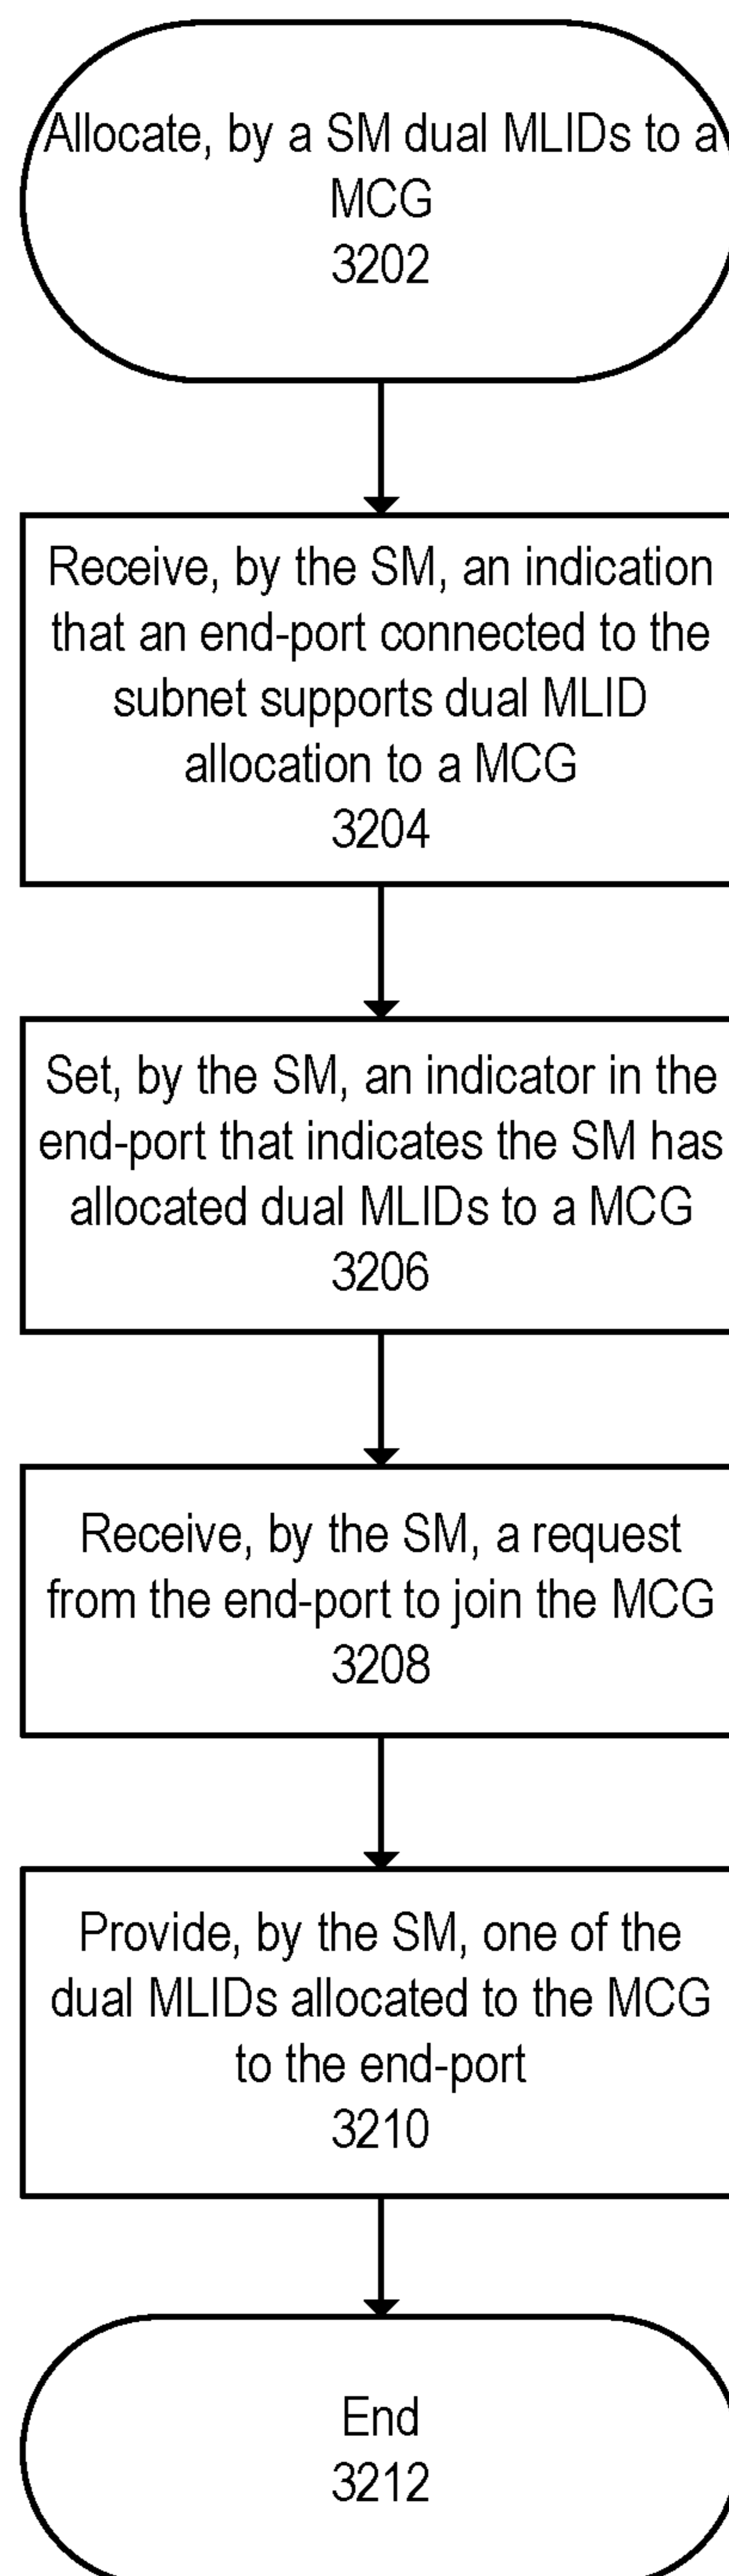 Allocate, by a SM dual MLIDs to a
MCG
3202
Receive, by the SM, an indication
that an end-port connected to the
subnet supports dual MLID
allocation to a MCG
3204
Set, by the SM, an indicator in the
end-port that indicates the SM has
allocated dual MLIDs to a MCG
3206
Receive, by the SM, a request
from the end-port to join the MCG
3208
Provide, by the SM, one of the
dual MLIDs allocated to the MCG
to the end-port
3210
End
3212